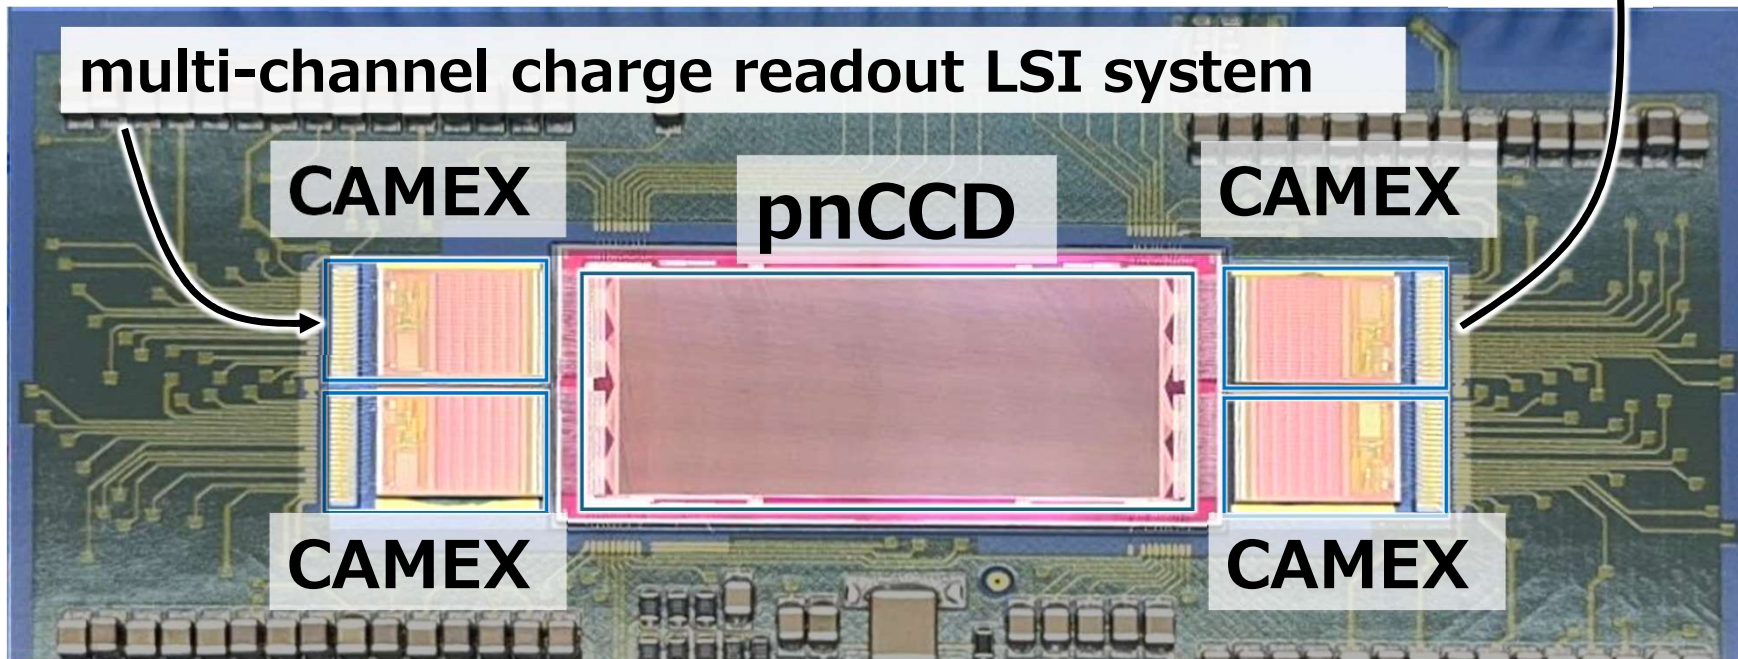 multi-channel charge readout LSI system
CAMEX
pnCCD
CAMEX
CAMEX
CAMEX